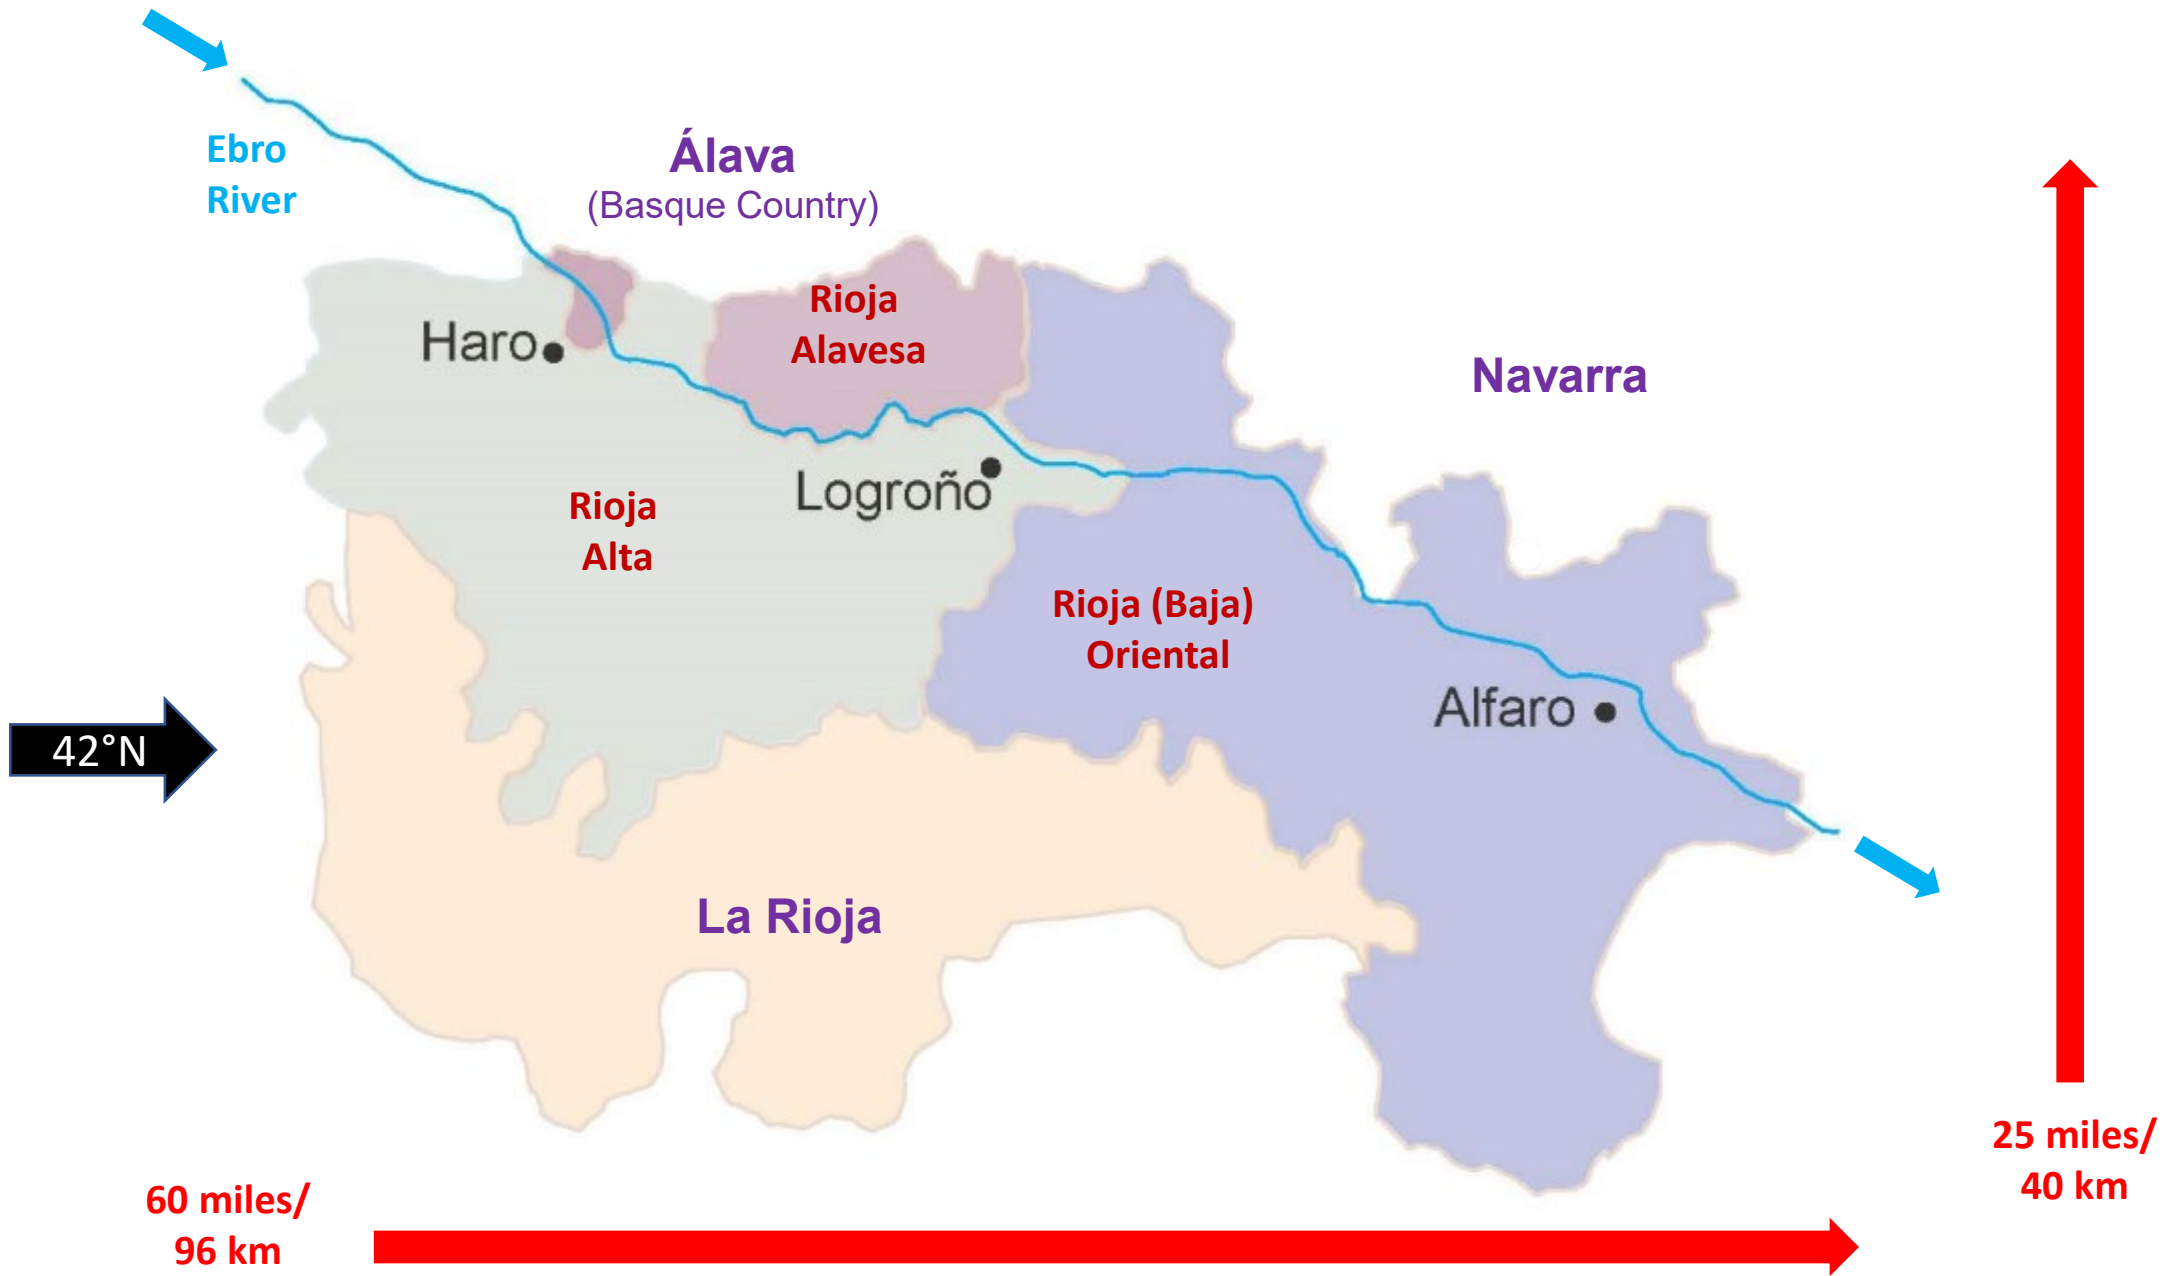 Ebro
River
Álava
(Basque Country)
Rioja
Alavesa
Haro
Navarra
Logroño
Rioja
Alta
Rioja (Baja)
Oriental
Alfaro
42°N
La Rioja
25 miles/
40 km
60 miles/
96 km